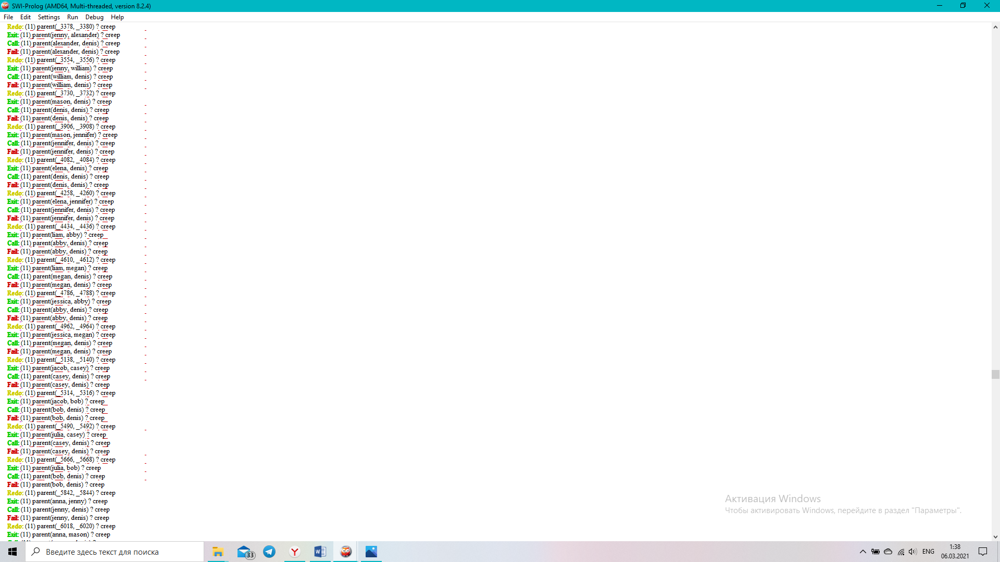 SWI-Prolog (AMD64, Multi-threaded, version 8.2.4)
File Edit Settings Run Debug Help
Redo: (11) parent(_3378, _3380) ? creep
Exit: (11) parent(jenny, alexander) ? creep
Call: (11) parent(alexander, denis) ? creep
Fail: (11) parent(alexander, denis) ? creep
Redo: (11) parent(_3554, _3556) ? creep
Exit: (11) parent(jenny, william) ? creep
Call: (11) parent(william, denis) ? creep
Fail: (11) parent(william, denis) ? creep
Redo: (11) parent(_3730, _3732) ? creep
Exit: (11) parent(mason, denis) ? creep
Call: (11) parent(denis, denis) ? creep
Fail: (11) parent(denis, denis) ? creep
Redo: (11) parent(_3906, _3908) ? creep
Exit: (11) parent(mason, jennifer) ? creep
Call: (11) parent(jennifer, denis) ? creep
Fail: (11) parent(jennifer, denis) ? creep
Redo: (11) parent(_4082, _4084) ? creep
Exit: (11) parent(elena, denis) ? creep
Call: (11) parent(denis, denis) ? creep
Fail: (11) parent(denis, denis) ? creep
Redo: (11) parent(_4258, _4260) ? creep
Exit: (11) parent(elena, jennifer) ? creep
Call: (11) parent(jennifer, denis) ? creep
Fail: (11) parent(jennifer, denis) ? creep
Redo: (11) parent(_4434, _4436) ? creep
Exit: (11) parent(liam, abby) ? creep
Call: (11) parent(abby, denis) ? creep
Fail: (11) parent(abby, denis) ? creep
Redo: (11) parent(_4610, _4612) ? creep
Exit: (11) parent(liam, megan) ? creep
Call: (11) parent(megan, denis) ? creep
Fail: (11) parent(megan, denis) ? creep
Redo: (11) parent(_4786, _4788) ? creep
Exit: (11) parent(jessica, abby) ? creep
Call: (11) parent(abby, denis) ? creep
Fail: (11) parent(abby, denis) ? creep
Redo: (11) parent(_4962, _4964) ? creep
Exit: (11) parent(jessica, megan) ? creep
Call: (11) parent(megan, denis) ? creep
Fail: (11) parent(megan, denis) ? creep
Redo: (11) parent(_5138, _5140) ? creep
Exit: (11) parent(jacob, casey) ? creep
Call: (11) parent(casey, denis) ? creep
Fail: (11) parent(casey, denis) ? creep
Redo: (11) parent(_5314, _5316) ? creep
Exit: (11) parent(jacob, bob) ? creep
Call: (11) parent(bob, denis) ? creep
Fail: (11) parent(bob, denis) ? creep
Redo: (11) parent(_5490, _5492) ? creep
Exit: (11) parent(julia, casey) ? creep
Call: (11) parent(casey, denis) ? creep
Fail: (11) parent(casey, denis) ? creep
Redo: (11) parent(_5666, _5668) ? creep
Exit: (11) parent(julia, bob) ? creep
Call: (11) parent(bob, denis) ? creep
Fail: (11) parent(bob, denis) ? creep
Redo: (11) parent(_5842, _5844) ? creep
Exit: (11) parent(anna, jenny) ? creep
Call: (11) parent(jenny, denis) ? creep
Fail: (11) parent(jenny, denis) ? creep
Redo: (11) parent(_6018, _6020) ? creep
Exit: (11) parent(anna, mason) ? creep
Активация Windows
Чтобы активировать Windows, перейдите в раздел "Параметры".
Введите здесь текст для поиска
33
ENG
1:38
06.03.2021